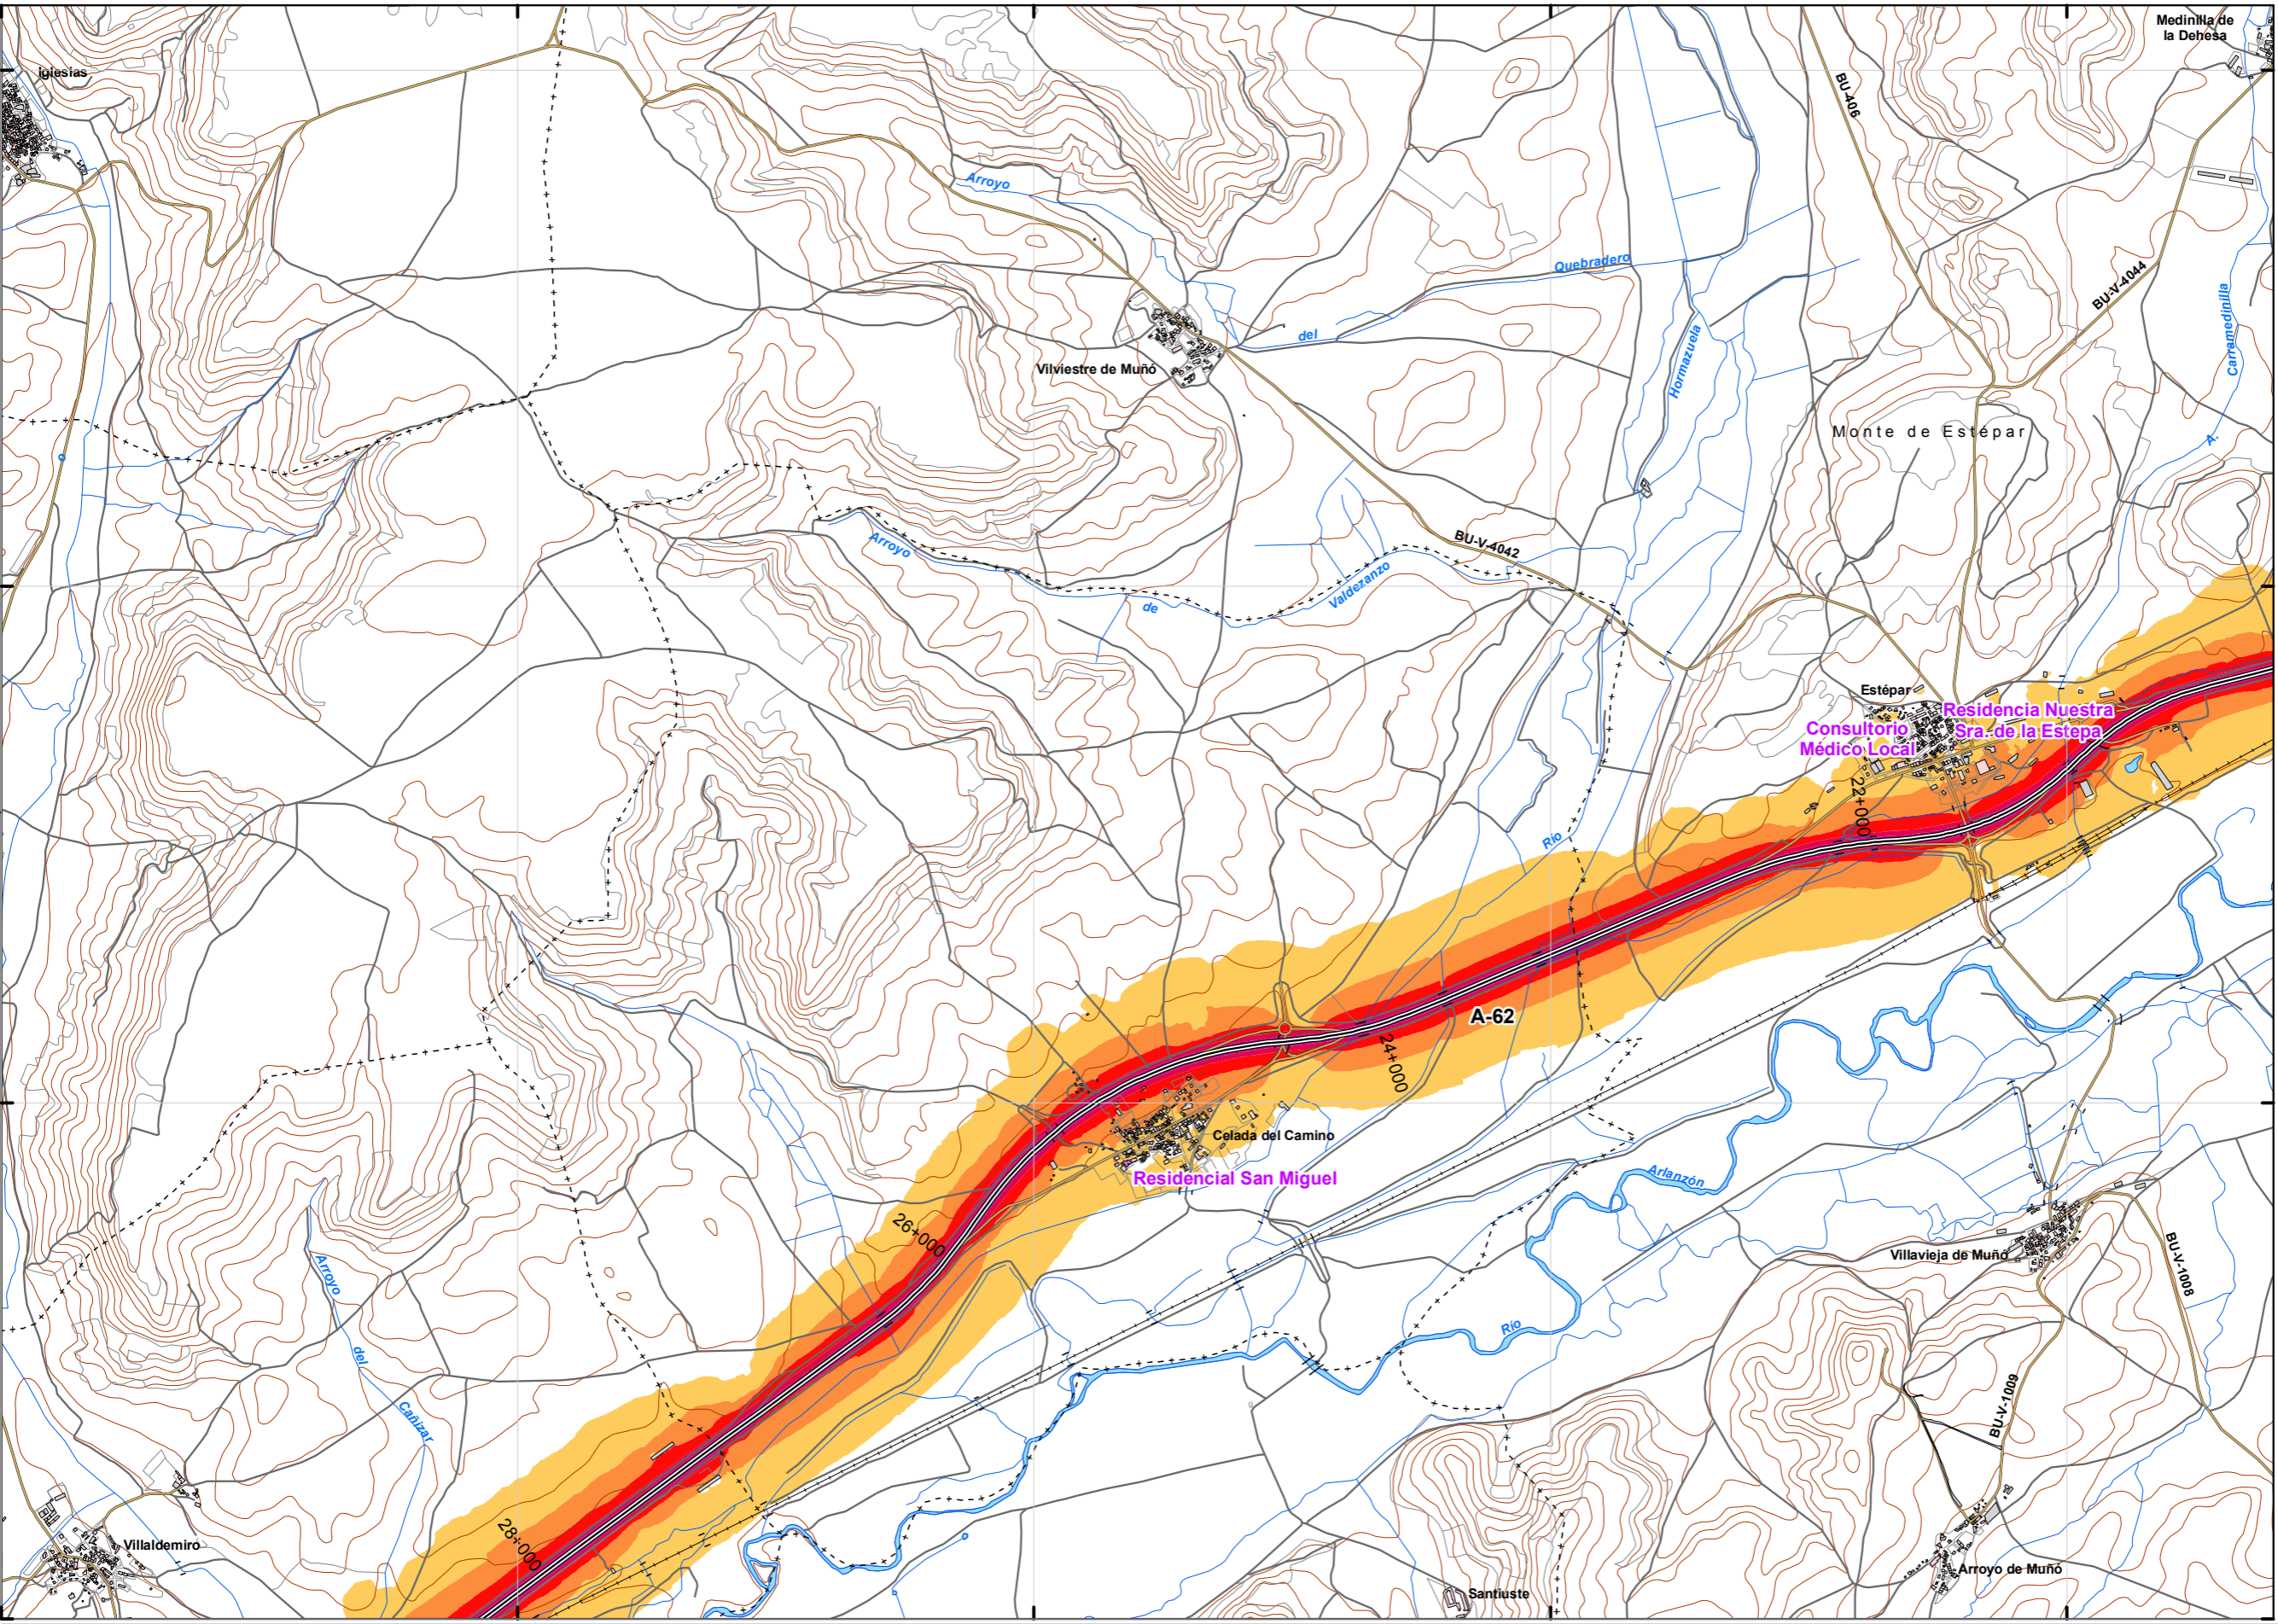 Medinilla de
la Dehesa
Iglesias
BU-406
Arroyo
Quebradero
BU-V-4044
Carramedinilla
del
Hormazuela
Vilviestre de Muñó
Monte de Estépar
A.
o
Arroyo
BU-V-4042
Valdezanzo
de
Estépar
Residencia Nuestra
Sra. de la Estepa
Consultorio
Médico Local
22+000
Río
A-62
24+000
Celada del Camino
Residencial San Miguel
Arlanzón
26+000
Villavieja de Muñó
BU-V-1008
Arroyo
del
Cañizar
Río
BU-V-1009
28+000
Villaldemiro
Arroyo de Muñó
Santiuste